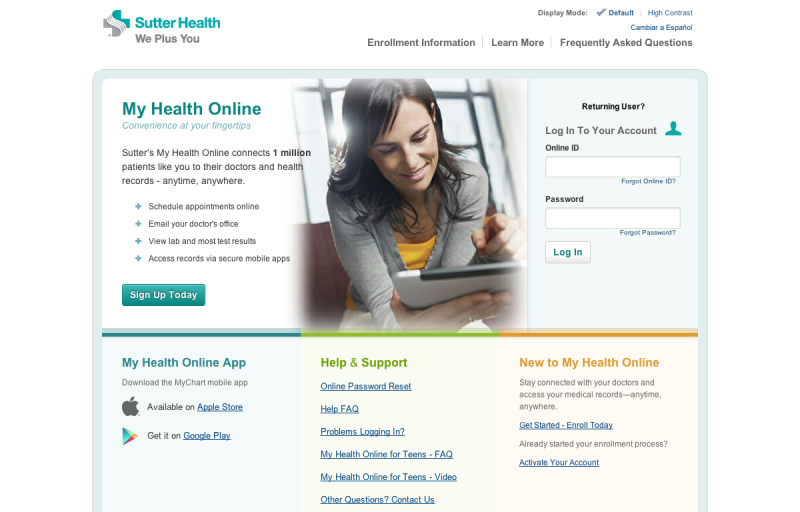 Sutter Health
We Plus You
Display Mode: Default | High Contrast
Cambiar a Español
Enrollment Information | Learn More | Frequently Asked Questions
My Health Online
Convenience at your fingertips
Sutter's My Health Online connects 1 million
patients like you to their doctors and health
records - anytime, anywhere.
Schedule appointments online
Email your doctor's office
View lab and most test results
Access records via secure mobile apps
Sign Up Today
Returning User?
Log In To Your Account
Online ID
Forgot Online ID?
Password
Forgot Password?
Log In
My Health Online App
Download the MyChart mobile app
Available on Apple Store
Get it on Google Play
Help & Support
Online Password Reset
Help FAQ
Problems Logging In?
My Health Online for Teens - FAQ
My Health Online for Teens - Video
Other Questions? Contact Us
New to My Health Online
Stay connected with your doctors and
access your medical records—anytime,
anywhere.
Get Started - Enroll Today
Already started your enrollment process?
Activate Your Account